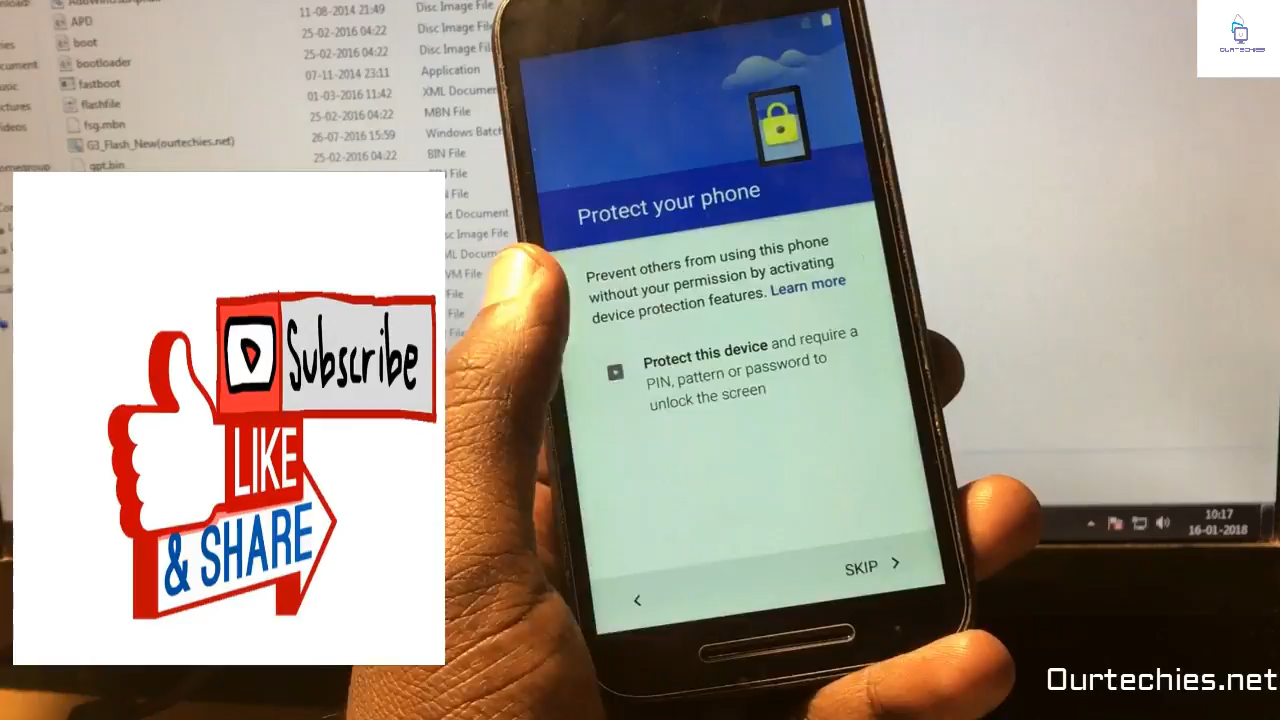 11-08-2014 21:49
Disc Image File
APD
25-02-2016 04:22
Disc Image File
boot
25-02-2016 04:22
Disc Image File
bootloader
07-11-2014 23:11
Application
fastboot
01-03-2016 11:42
XML Documen
flashfile
25-02-2016 04:22
MBN File
fsg.mbn
26-07-2016 15:59
Windows Batc
G3_Flash_New(ourtechies.net)
25-02-2016 04:22
BIN File
gpt.bin
OURTECHIES
Protect your phone
Prevent others from using this phone
without your permission by activating
device protection features. Learn more
Protect this device and require a
PIN, pattern or password to
unlock the screen
SKIP
Subscribe
LIKE
& SHARE
10:17
16-01-2018
Ourtechies.net